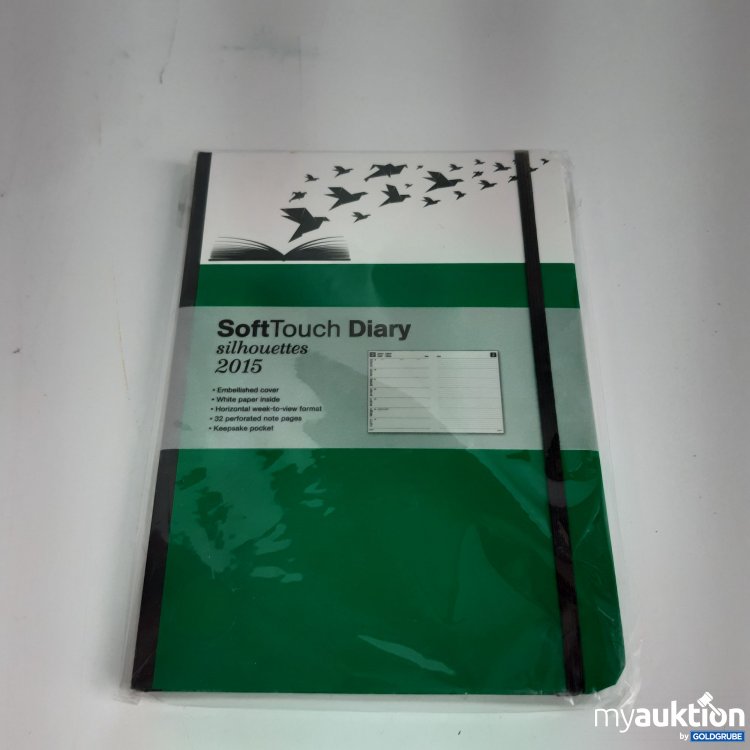 SoftTouch Diary
silhouettes
2015
• Embellished cover
• White paper inside
• Horizontal week-to-view format
• 32 perforated note pages
• Keepsake pocket
myauktion
by GOLDGRUBE